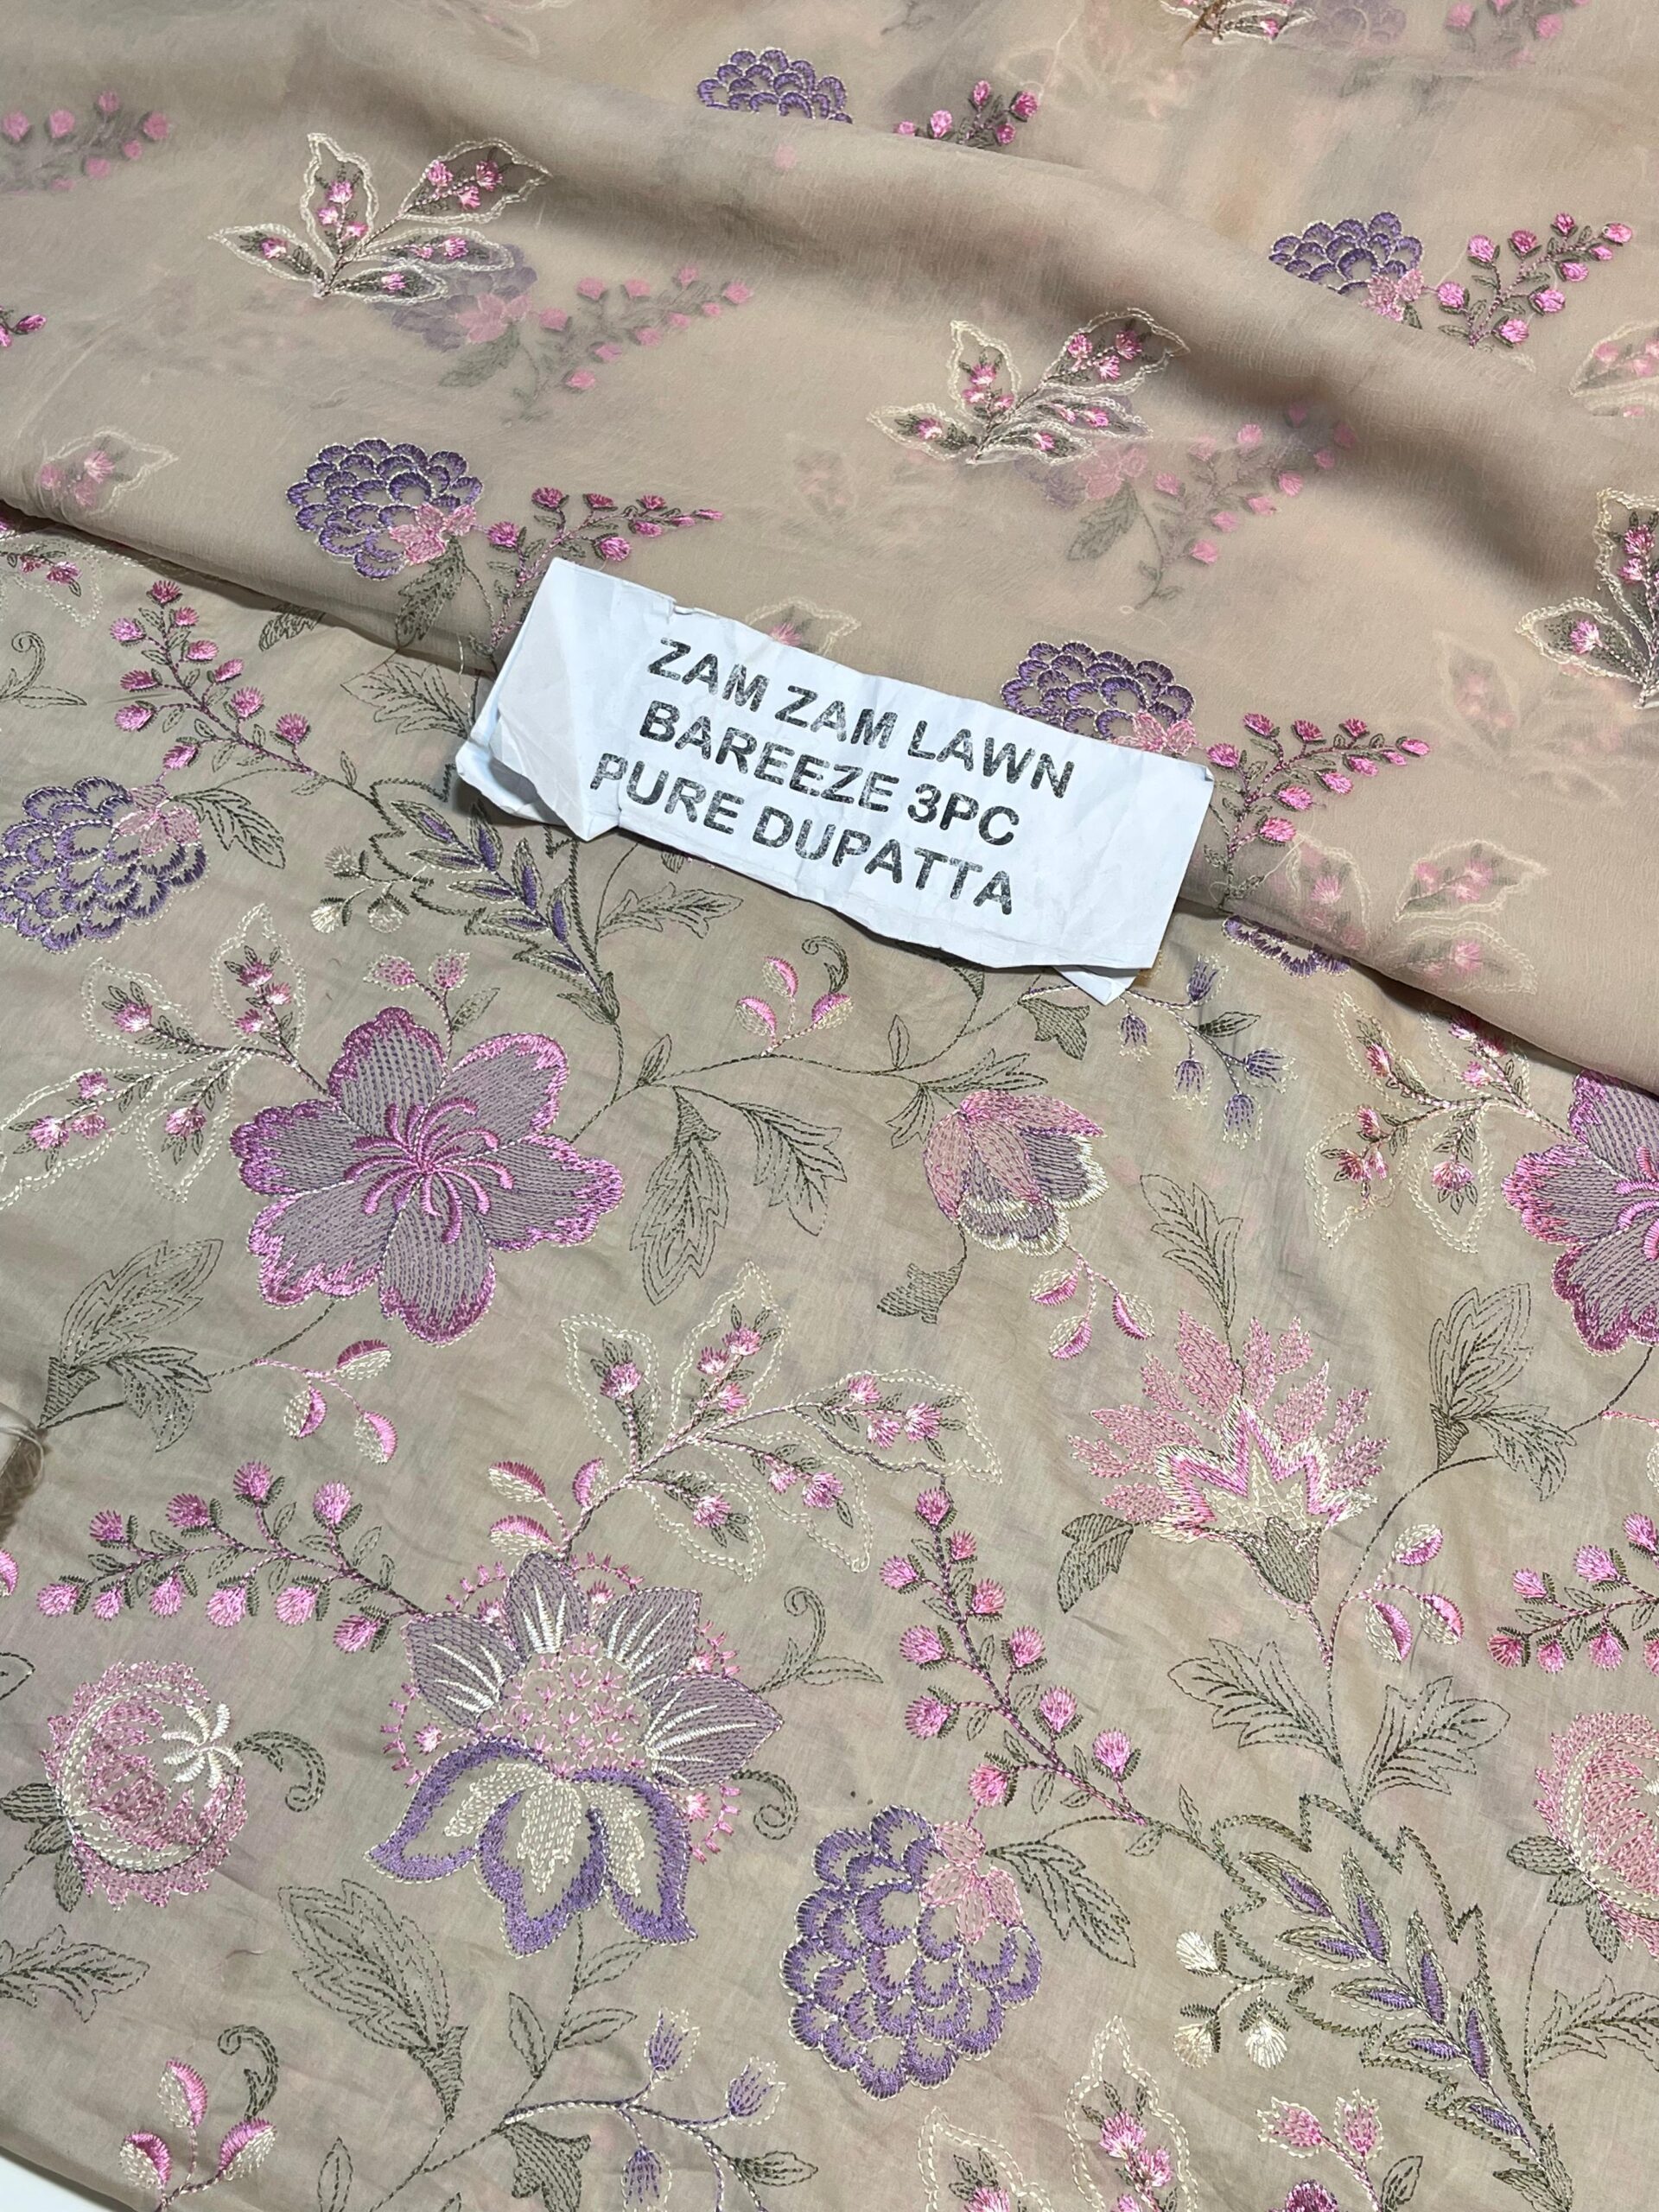 ZAM ZAM LAWN
BAREEZE 3PC
PURE DUPATTA